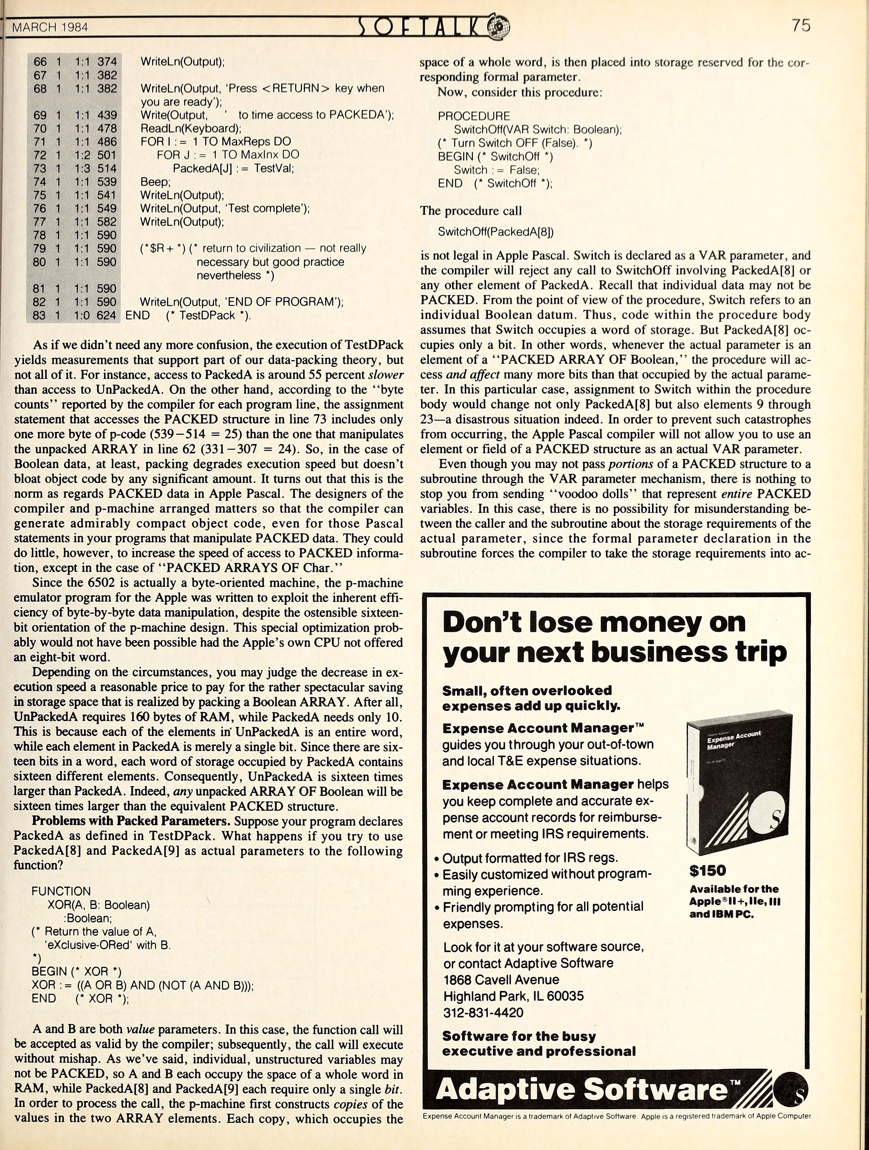 MARCH 1984
SOFTALK
75
66 1 1:1 374 WriteLn(Output);
67 1 1:1 382
68 1 1:1 382 WriteLn(Output, 'Press <RETURN> key when
you are ready');
69 1 1:1 439 Write(Output, ' to time access to PACKEDA');
70 1 1:1 478 ReadLn(Keyboard);
71 1 1:1 486 FOR I := 1 TO MaxReps DO
72 1 1:2 501 FOR J := 1 TO MaxInx DO
73 1 1:3 514 PackedA[J] := TestVal;
74 1 1:1 539 Beep;
75 1 1:1 541 WriteLn(Output);
76 1 1:1 549 WriteLn(Output, 'Test complete');
77 1 1:1 582 WriteLn(Output);
78 1 1:1 590
79 1 1:1 590 (*$R+*) (* return to civilization — not really
80 1 1:1 590 necessary but good practice
nevertheless *)
81 1 1:1 590
82 1 1:1 590 WriteLn(Output, 'END OF PROGRAM');
83 1 1:0 624 END (* TestDPack *).
As if we didn't need any more confusion, the execution of TestDPack
yields measurements that support part of our data-packing theory, but
not all of it. For instance, access to PackedA is around 55 percent slower
than access to UnPackedA. On the other hand, according to the "byte
counts" reported by the compiler for each program line, the assignment
statement that accesses the PACKED structure in line 73 includes only
one more byte of p-code (539−514 = 25) than the one that manipulates
the unpacked ARRAY in line 62 (331−307 = 24). So, in the case of
Boolean data, at least, packing degrades execution speed but doesn't
bloat object code by any significant amount. It turns out that this is the
norm as regards PACKED data in Apple Pascal. The designers of the
compiler and p-machine arranged matters so that the compiler can
generate admirably compact object code, even for those Pascal
statements in your programs that manipulate PACKED data. They could
do little, however, to increase the speed of access to PACKED informa-
tion, except in the case of "PACKED ARRAYS OF Char."
Since the 6502 is actually a byte-oriented machine, the p-machine
emulator program for the Apple was written to exploit the inherent effi-
ciency of byte-by-byte data manipulation, despite the ostensible sixteen-
bit orientation of the p-machine design. This special optimization prob-
ably would not have been possible had the Apple's own CPU not offered
an eight-bit word.
Depending on the circumstances, you may judge the decrease in ex-
ecution speed a reasonable price to pay for the rather spectacular saving
in storage space that is realized by packing a Boolean ARRAY. After all,
UnPackedA requires 160 bytes of RAM, while PackedA needs only 10.
This is because each of the elements in UnPackedA is an entire word,
while each element in PackedA is merely a single bit. Since there are six-
teen bits in a word, each word of storage occupied by PackedA contains
sixteen different elements. Consequently, UnPackedA is sixteen times
larger than PackedA. Indeed, any unpacked ARRAY OF Boolean will be
sixteen times larger than the equivalent PACKED structure.
Problems with Packed Parameters. Suppose your program declares
PackedA as defined in TestDPack. What happens if you try to use
PackedA[8] and PackedA[9] as actual parameters to the following
function?
FUNCTION
XOR(A, B: Boolean)
:Boolean;
(* Return the value of A,
'eXclusive-ORed' with B.
*)
BEGIN (* XOR *)
XOR := ((A OR B) AND (NOT (A AND B)));
END (* XOR *);
A and B are both value parameters. In this case, the function call will
be accepted as valid by the compiler; subsequently, the call will execute
without mishap. As we've said, individual, unstructured variables may
not be PACKED, so A and B each occupy the space of a whole word in
RAM, while PackedA[8] and PackedA[9] each require only a single bit.
In order to process the call, the p-machine first constructs copies of the
values in the two ARRAY elements. Each copy, which occupies the
space of a whole word, is then placed into storage reserved for the cor-
responding formal parameter.
Now, consider this procedure:
PROCEDURE
SwitchOff(VAR Switch: Boolean);
(* Turn Switch OFF (False). *)
BEGIN (* SwitchOff *)
Switch := False;
END (* SwitchOff *);
The procedure call
SwitchOff(PackedA[8])
is not legal in Apple Pascal. Switch is declared as a VAR parameter, and
the compiler will reject any call to SwitchOff involving PackedA[8] or
any other element of PackedA. Recall that individual data may not be
PACKED. From the point of view of the procedure, Switch refers to an
individual Boolean datum. Thus, code within the procedure body
assumes that Switch occupies a word of storage. But PackedA[8] oc-
cupies only a bit. In other words, whenever the actual parameter is an
element of a "PACKED ARRAY OF Boolean," the procedure will ac-
cess and affect many more bits than that occupied by the actual parame-
ter. In this particular case, assignment to Switch within the procedure
body would change not only PackedA[8] but also elements 9 through
23—a disastrous situation indeed. In order to prevent such catastrophes
from occurring, the Apple Pascal compiler will not allow you to use an
element or field of a PACKED structure as an actual VAR parameter.
Even though you may not pass portions of a PACKED structure to a
subroutine through the VAR parameter mechanism, there is nothing to
stop you from sending "voodoo dolls" that represent entire PACKED
variables. In this case, there is no possibility for misunderstanding be-
tween the caller and the subroutine about the storage requirements of the
actual parameter, since the formal parameter declaration in the
subroutine forces the compiler to take the storage requirements into ac-
Don't lose money on
your next business trip
Small, often overlooked
expenses add up quickly.
Expense Account Manager™
guides you through your out-of-town
and local T&E expense situations.
Expense Account Manager helps
you keep complete and accurate ex-
pense account records for reimburse-
ment or meeting IRS requirements.
• Output formatted for IRS regs.
• Easily customized without program-
ming experience.
• Friendly prompting for all potential
expenses.
Look for it at your software source,
or contact Adaptive Software
1868 Cavell Avenue
Highland Park, IL 60035
312-831-4420
Software for the busy
executive and professional
Expense Account
Manager
S
$150
Available for the
Apple® II+, IIe, III
and IBM PC.
Adaptive Software™
S
Expense Account Manager is a trademark of Adaptive Software. Apple is a registered trademark of Apple Computer.